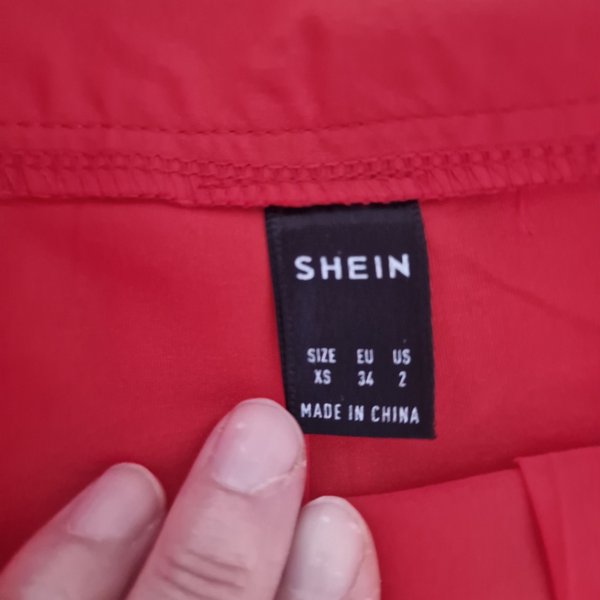 SHEIN
SIZE EU US
XS 34 2
MADE IN CHINA